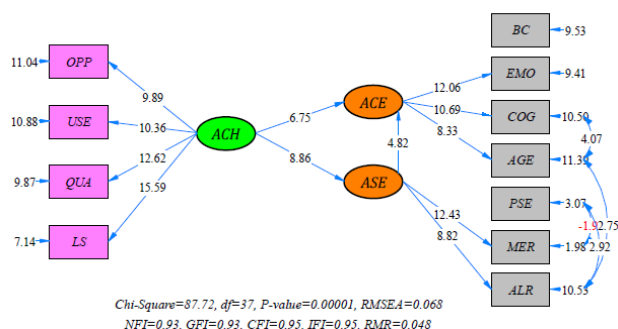 BC
9.53
11.04
OPP
EMO
9.41
12.06
9.89
ACE
10.69
COG
10.50
6.75
8.33
10.88
USE
10.36
ACH
4.07
AGE
11.39
4.82
8.86
12.62
9.87
QUA
ASE
PSE
3.07
15.59
12.43
-1.9
2.75
8.82
MER
1.98
2.92
7.14
LS
ALR
10.53
Chi-Square=87.72, df=37, P-value=0.00001, RMSEA=0.068
NFI=0.93, GFI=0.93, CFI=0.95, IFI=0.95, RMR=0.048